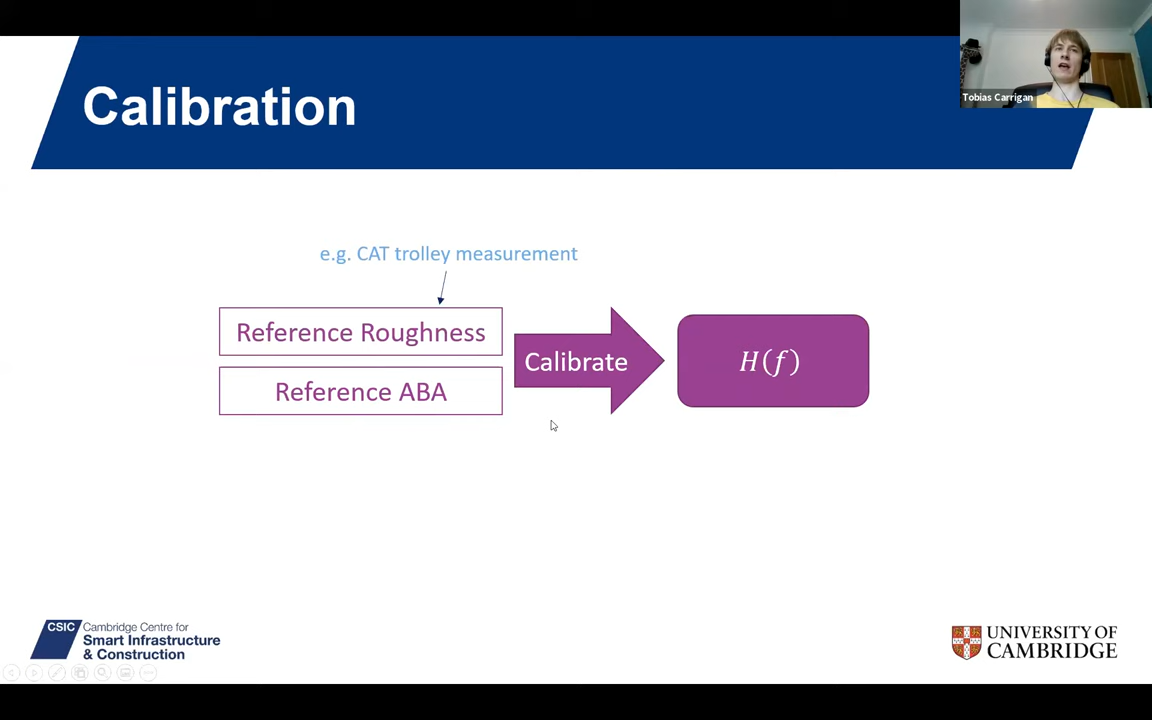 Calibration
Tobias Carrigan
e.g. CAT trolley measurement
Reference Roughness
Reference ABA
Calibrate
H(f)
CSIC
Cambridge Centre for
Smart Infrastructure
& Construction
UNIVERSITY OF
CAMBRIDGE